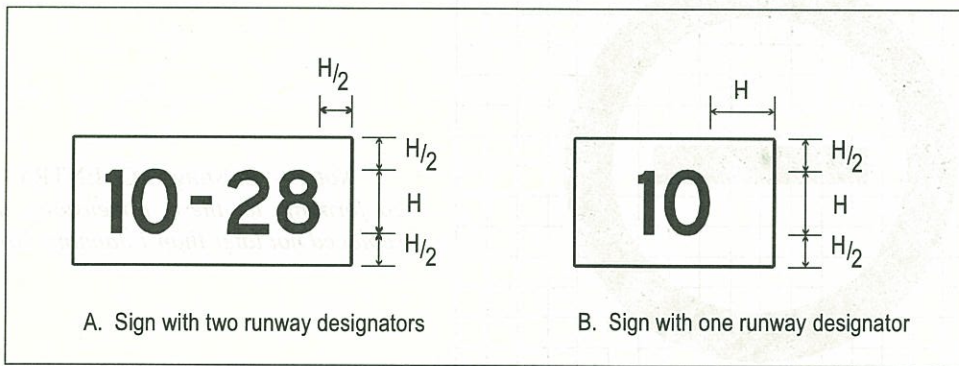 H/2
H
H/2
H/2
10-28
H
10
H
H/2
H/2
A. Sign with two runway designators
B. Sign with one runway designator